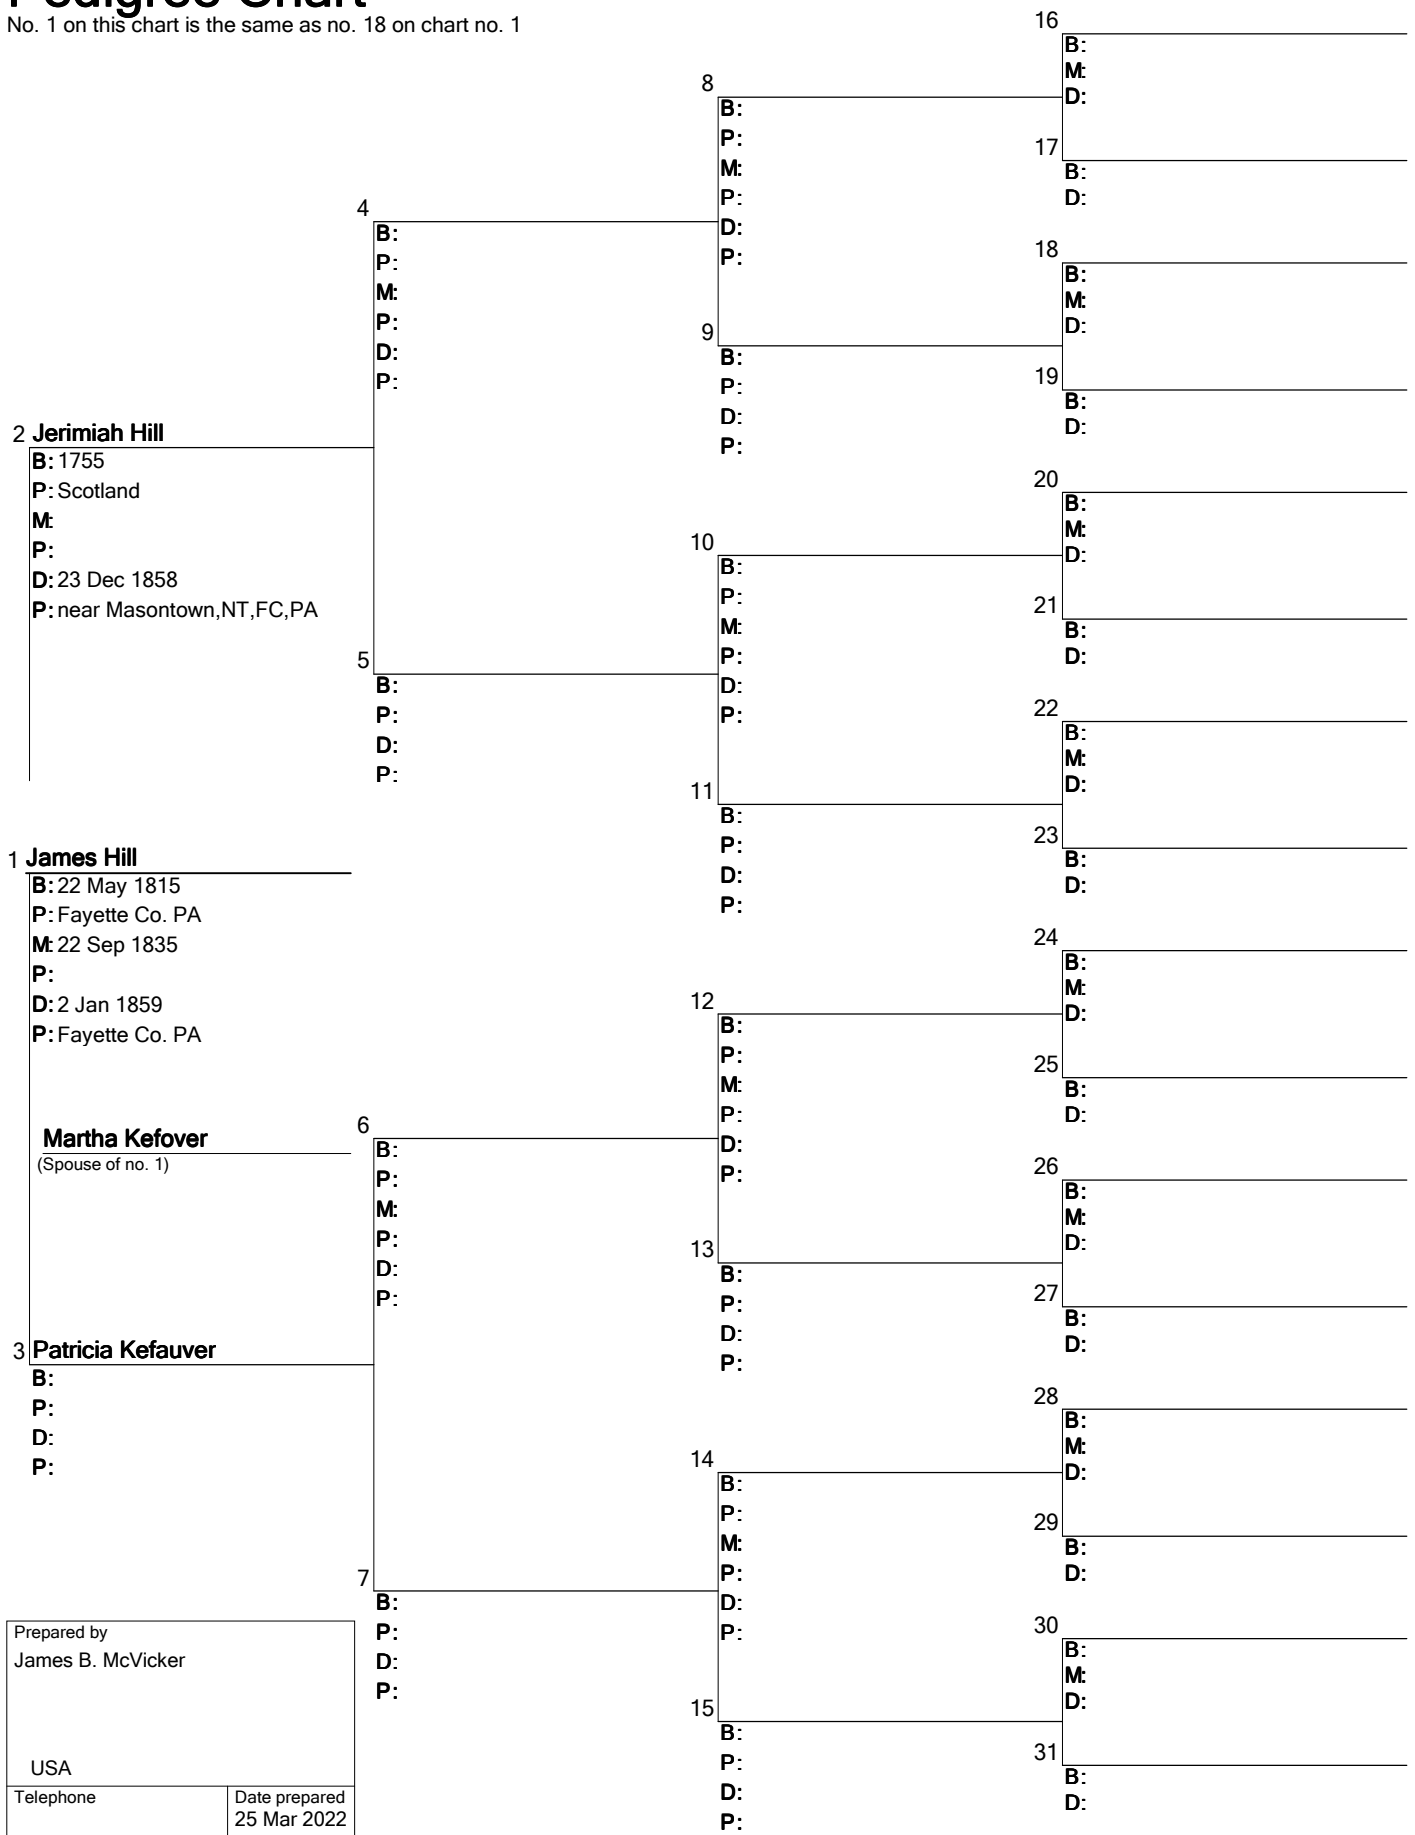 Pedigree Chart
No. 1 on this chart is the same as no. 18 on chart no. 1
2 Jerimiah Hill
B: 1755
P: Scotland
M:
P:
D: 23 Dec 1858
P: near Masontown,NT,FC,PA
1 James Hill
B: 22 May 1815
P: Fayette Co. PA
M: 22 Sep 1835
P:
D: 2 Jan 1859
P: Fayette Co. PA
Martha Kefover
(Spouse of no. 1)
3 Patricia Kefauver
B:
P:
D:
P:
Prepared by
James B. McVicker
USA
Telephone
Date prepared
25 Mar 2022
4
B:
P:
M:
P:
D:
P:
5
B:
P:
D:
P:
6
B:
P:
M:
P:
D:
P:
7
B:
P:
D:
P:
8
B:
P:
M:
P:
D:
P:
9
B:
P:
D:
P:
10
B:
P:
M:
P:
D:
P:
11
B:
P:
D:
P:
12
B:
P:
M:
P:
D:
P:
13
B:
P:
D:
P:
14
B:
P:
M:
P:
D:
P:
15
B:
P:
D:
P:
16
B:
M:
D:
17
B:
D:
18
B:
M:
D:
19
B:
D:
20
B:
M:
D:
21
B:
D:
22
B:
M:
D:
23
B:
D:
24
B:
M:
D:
25
B:
D:
26
B:
M:
D:
27
B:
D:
28
B:
M:
D:
29
B:
D:
30
B:
M:
D:
31
B:
D: